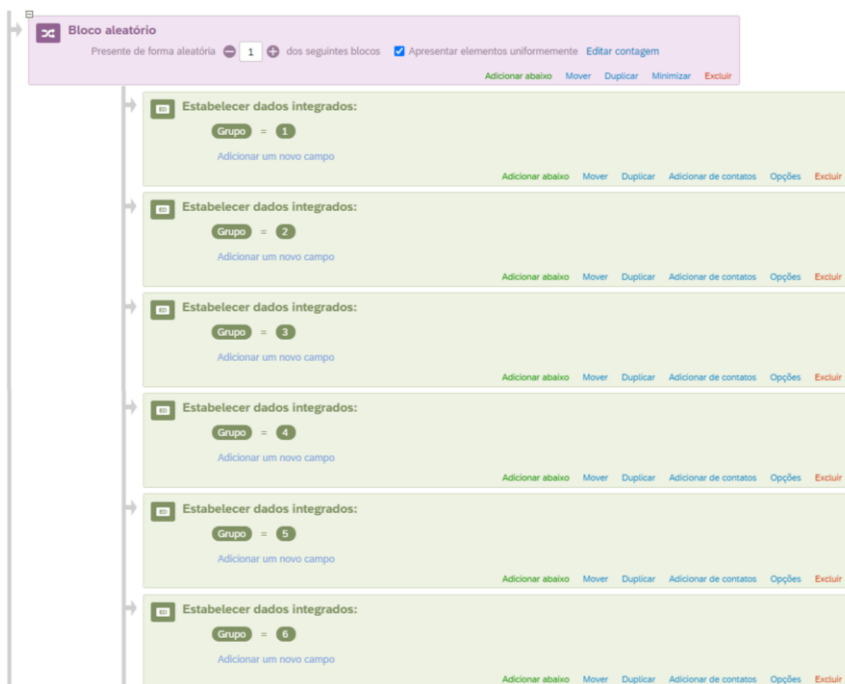 Bloco aleatório
Presente de forma aleatória 1 dos seguintes blocos Apresentar elementos uniformemente Editar contagem
Adicionar abaixo Mover Duplicar Minimizar Excluir
Estabelecer dados integrados:
Grupo = 1
Adicionar um novo campo
Adicionar abaixo Mover Duplicar Adicionar de contatos Opções Excluir
Estabelecer dados integrados:
Grupo = 2
Adicionar um novo campo
Adicionar abaixo Mover Duplicar Adicionar de contatos Opções Excluir
Estabelecer dados integrados:
Grupo = 3
Adicionar um novo campo
Adicionar abaixo Mover Duplicar Adicionar de contatos Opções Excluir
Estabelecer dados integrados:
Grupo = 4
Adicionar um novo campo
Adicionar abaixo Mover Duplicar Adicionar de contatos Opções Excluir
Estabelecer dados integrados:
Grupo = 5
Adicionar um novo campo
Adicionar abaixo Mover Duplicar Adicionar de contatos Opções Excluir
Estabelecer dados integrados:
Grupo = 6
Adicionar um novo campo
Adicionar abaixo Mover Duplicar Adicionar de contatos Opções Excluir